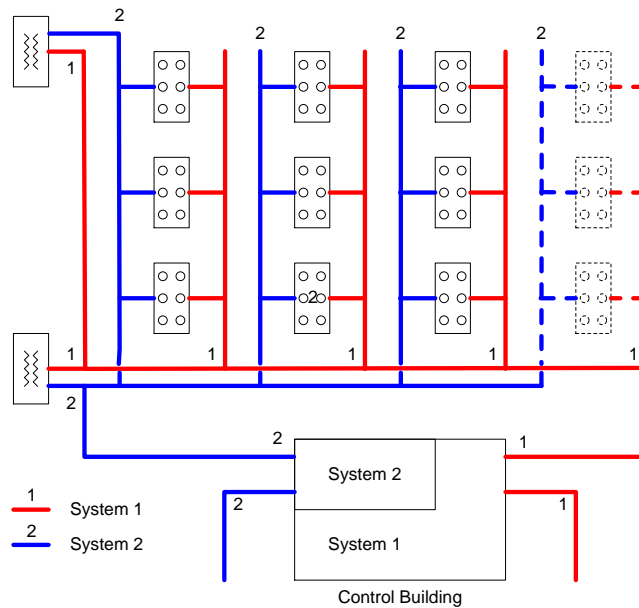 2 2 2 2
1
2
1 1 1 1 1
2
2 1
System 2
1 System 1 2 1
2 System 2 System 1
Control Building